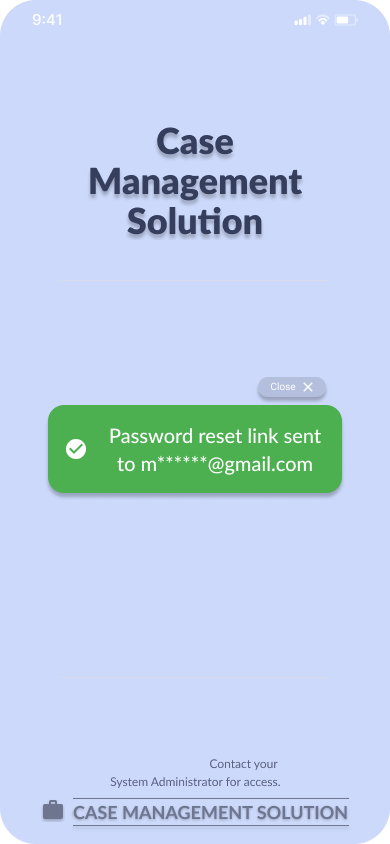 9:41
Case
Management
Solution
Close
Password reset link sent
to m******@gmail.com
Contact your
System Administrator for access.
CASE MANAGEMENT SOLUTION